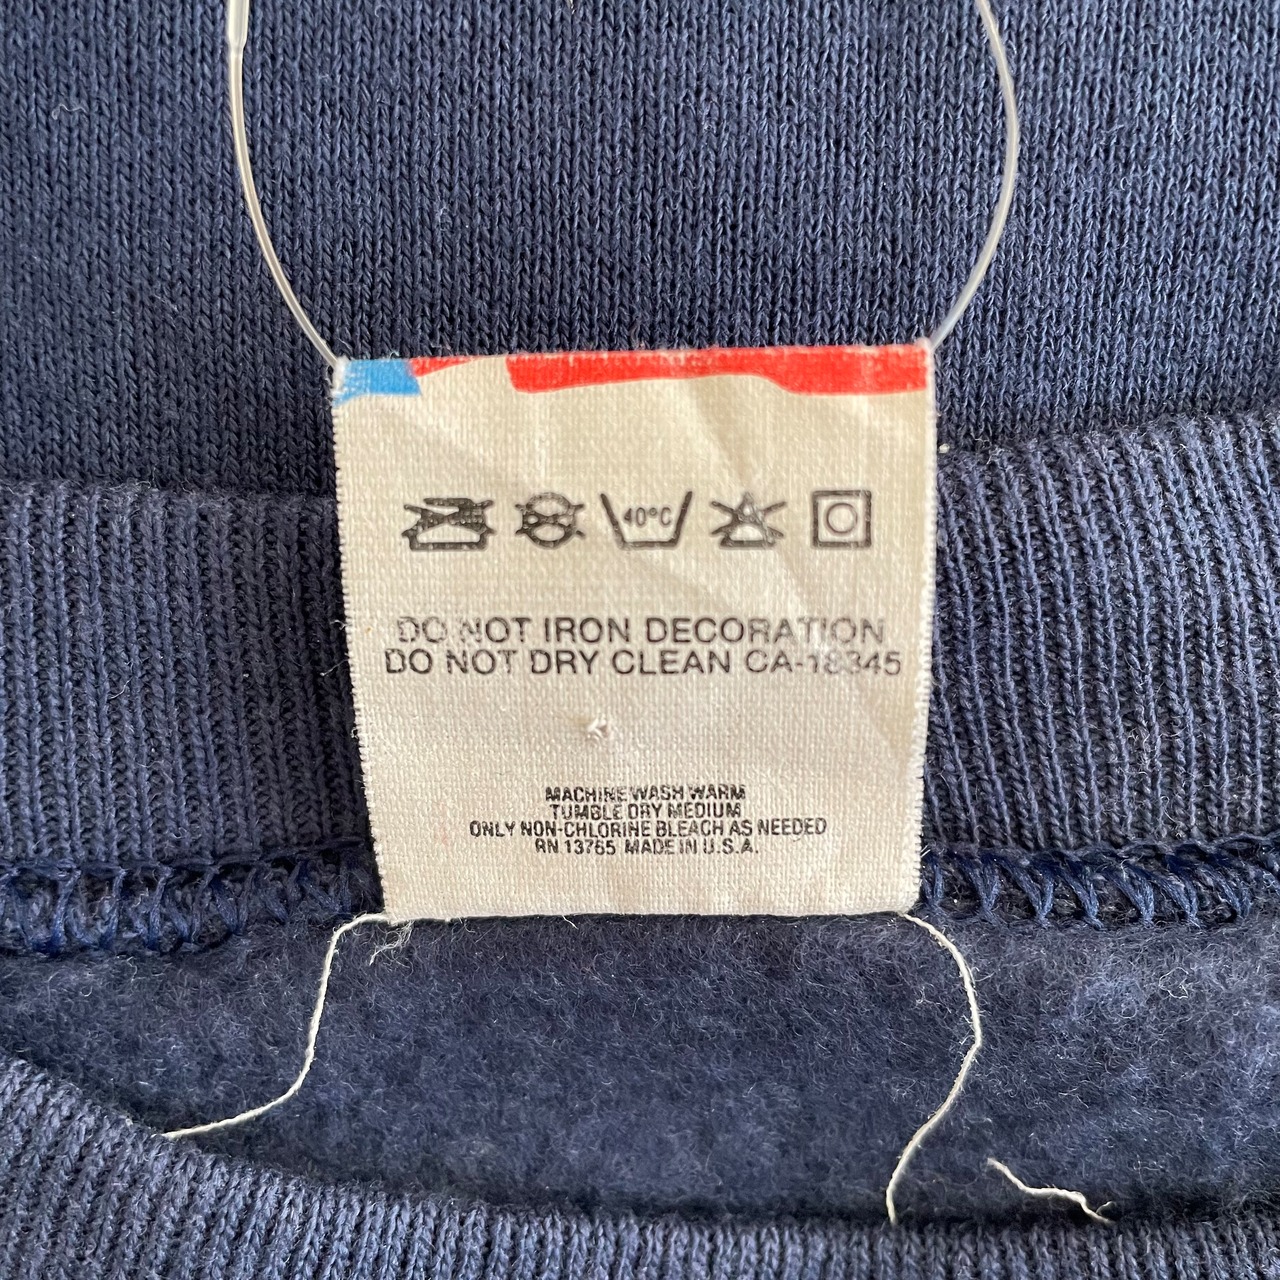 40°C
DO NOT IRON DECORATION
DO NOT DRY CLEAN CA-18345
MACHINE WASH WARM
TUMBLE DRY MEDIUM
ONLY NON-CHLORINE BLEACH AS NEEDED
RN 13765 MADE IN U.S.A.